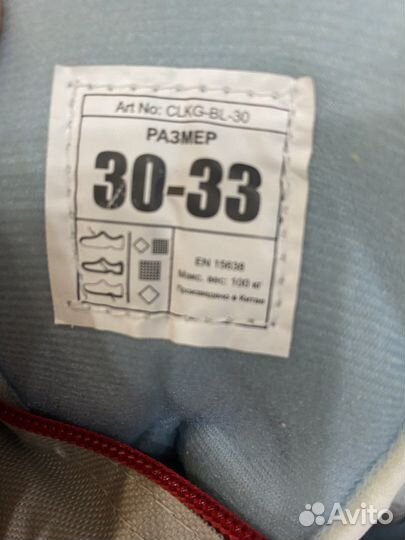 Art No: CLKG-BL-30
РАЗМЕР
30-33
EN 15638
Макс. вес: 100 кг
Произведено в Китае
Avito